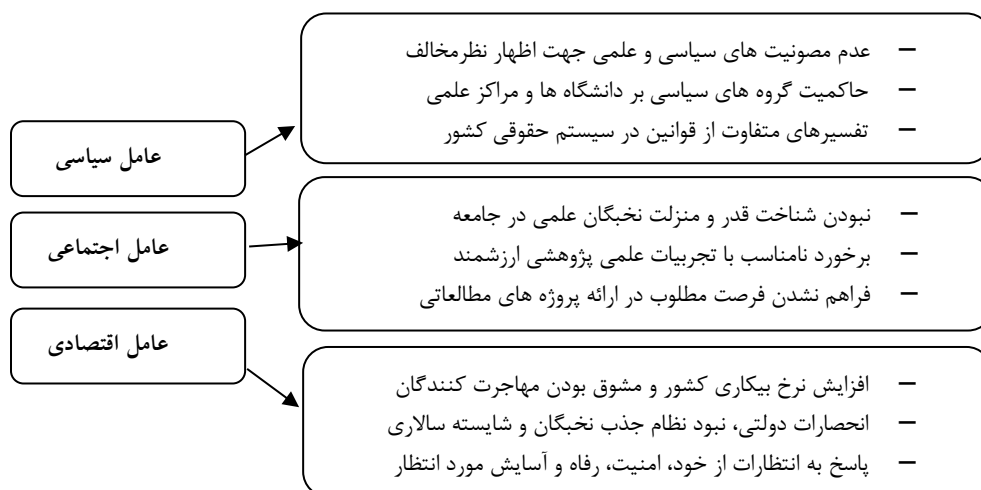 عامل سیاسی
– عدم مصونیت های سیاسی و علمی جهت اظهار نظرمخالف
– حاکمیت گروه های سیاسی بر دانشگاه ها و مراکز علمی
– تفسیرهای متفاوت از قوانین در سیستم حقوقی کشور
عامل اجتماعی
– نبودن شناخت قدر و منزلت نخبگان علمی در جامعه
– برخورد نامناسب با تجربیات علمی پژوهشی ارزشمند
– فراهم نشدن فرصت مطلوب در ارائه پروژه های مطالعاتی
عامل اقتصادی
– افزایش نرخ بیکاری کشور و مشوق بودن مهاجرت کنندگان
– انحصارات دولتی، نبود نظام جذب نخبگان و شایسته سالاری
– پاسخ به انتظارات از خود، امنیت، رفاه و آسایش مورد انتظار